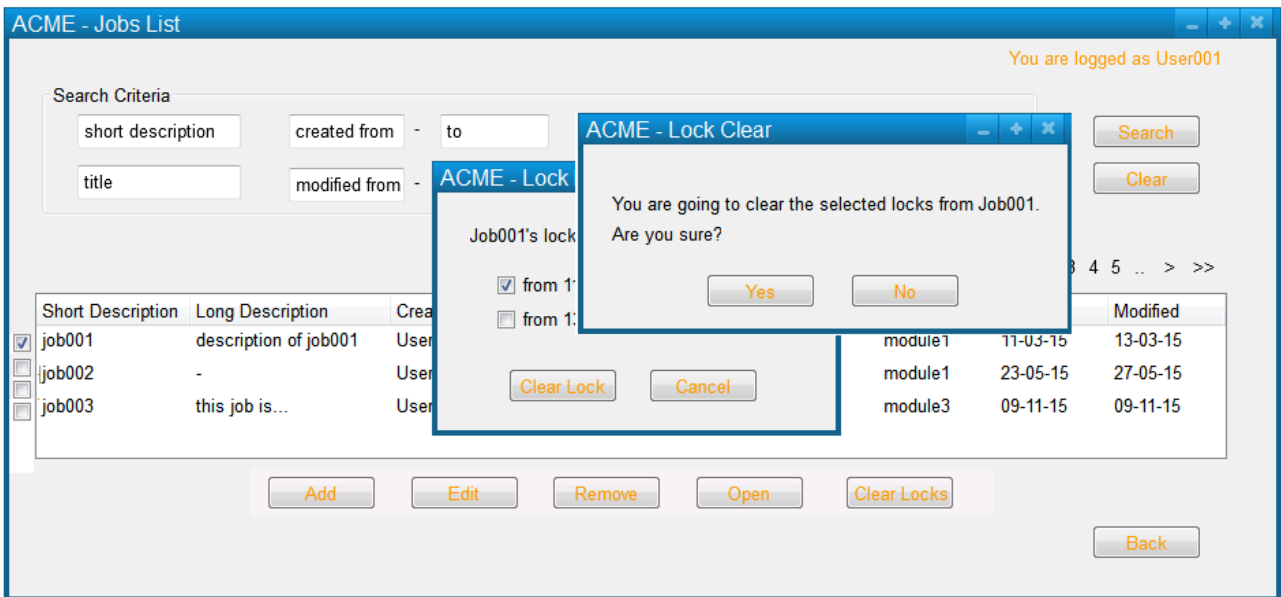 ACME - Jobs List
You are logged as User001
Search Criteria
short description created from - to
title modified from -
Search
Clear
ACME - Lock
Job001's lock
from 1
from 1
Clear Lock Cancel
ACME - Lock Clear
You are going to clear the selected locks from Job001.
Are you sure?
Yes No
4 5 .. > >>
Short Description Long Description Crea Modified
job001 description of job001 User module1 11-03-15 13-03-15
job002 - User module1 23-05-15 27-05-15
job003 this job is... User module3 09-11-15 09-11-15
Add Edit Remove Open Clear Locks
Back